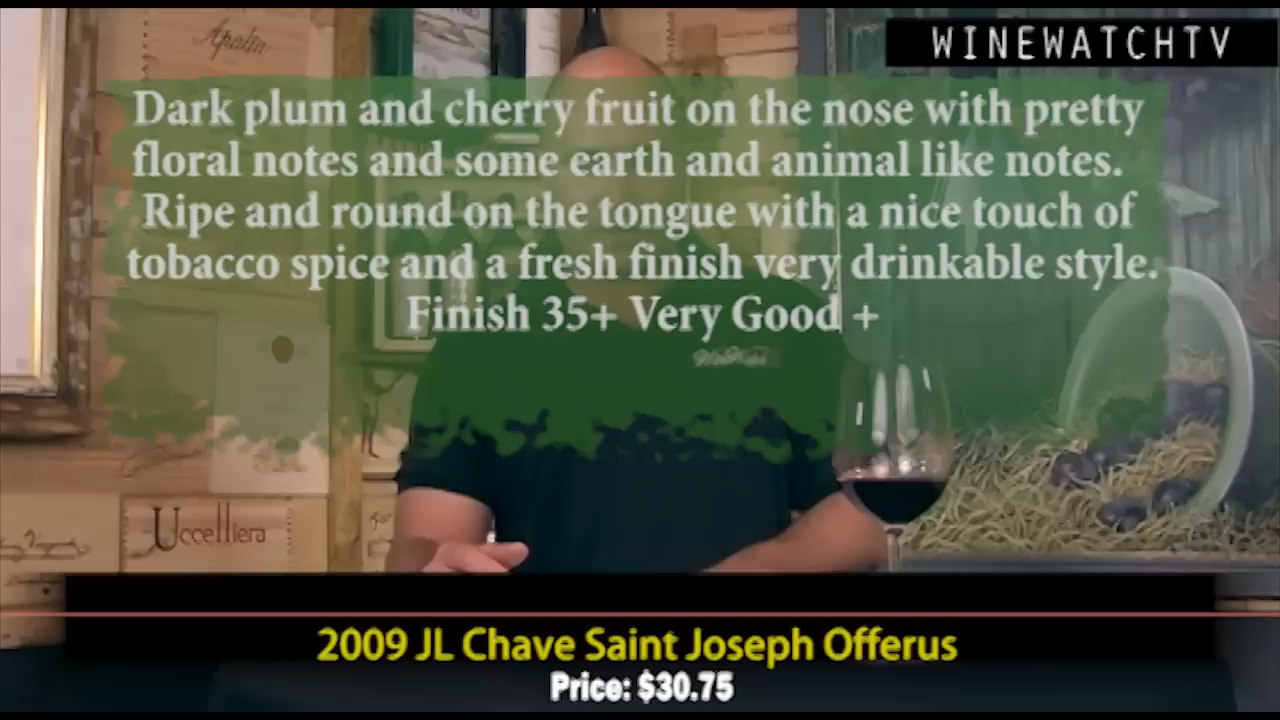 Apalta
WINEWATCHTV
Dark plum and cherry fruit on the nose with pretty
floral notes and some earth and animal like notes.
Ripe and round on the tongue with a nice touch of
tobacco spice and a fresh finish very drinkable style.
Finish 35+ Very Good +
Uccelliera
2009 JL Chave Saint Joseph Offerus
Price: $30.75